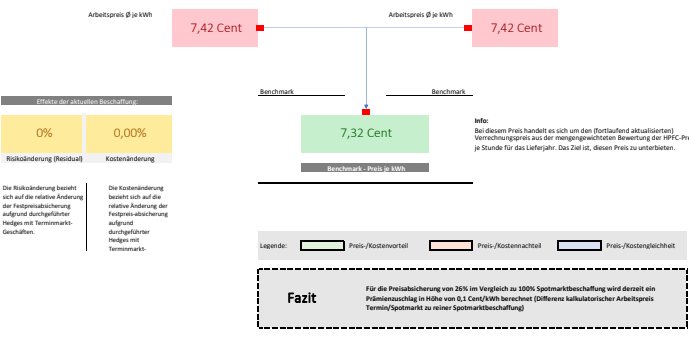 Arbeitspreis Ø je kWh
7,42 Cent
Arbeitspreis Ø je kWh
7,42 Cent
Benchmark
Benchmark
Effekte der aktuellen Beschaffung:
0%
0,00%
Risikoänderung (Residual)
Kostenänderung
7,32 Cent
Benchmark - Preis je kWh
Info:
Bei diesem Preis handelt es sich um den (fortlaufend aktualisierten)
Verrechnungspreis aus der mengengewichteten Bewertung der HPFC-Pre
je Stunde für das Lieferjahr. Das Ziel ist, diesen Preis zu unterbieten.
Die Risikoänderung bezieht
sich auf die relative Änderung
der Festpreisabsicherung
aufgrund durchgeführter
Hedges mit Terminmarkt-
Geschäften.
Die Kostenänderung
bezieht sich auf die
relative Änderung der
Festpreis-absicherung
aufgrund
durchgeführter
Hedges mit
Terminmarkt-
Legende:
Preis-/Kostenvorteil
Preis-/Kostennachteil
Preis-/Kostengleichheit
Fazit
Für die Preisabsicherung von 26% im Vergleich zu 100% Spotmarktbeschaffung wird derzeit ein
Prämienzuschlag in Höhe von 0,1 Cent/kWh berechnet (Differenz kalkulatorischer Arbeitspreis
Termin/Spotmarkt zu reiner Spotmarktbeschaffung)